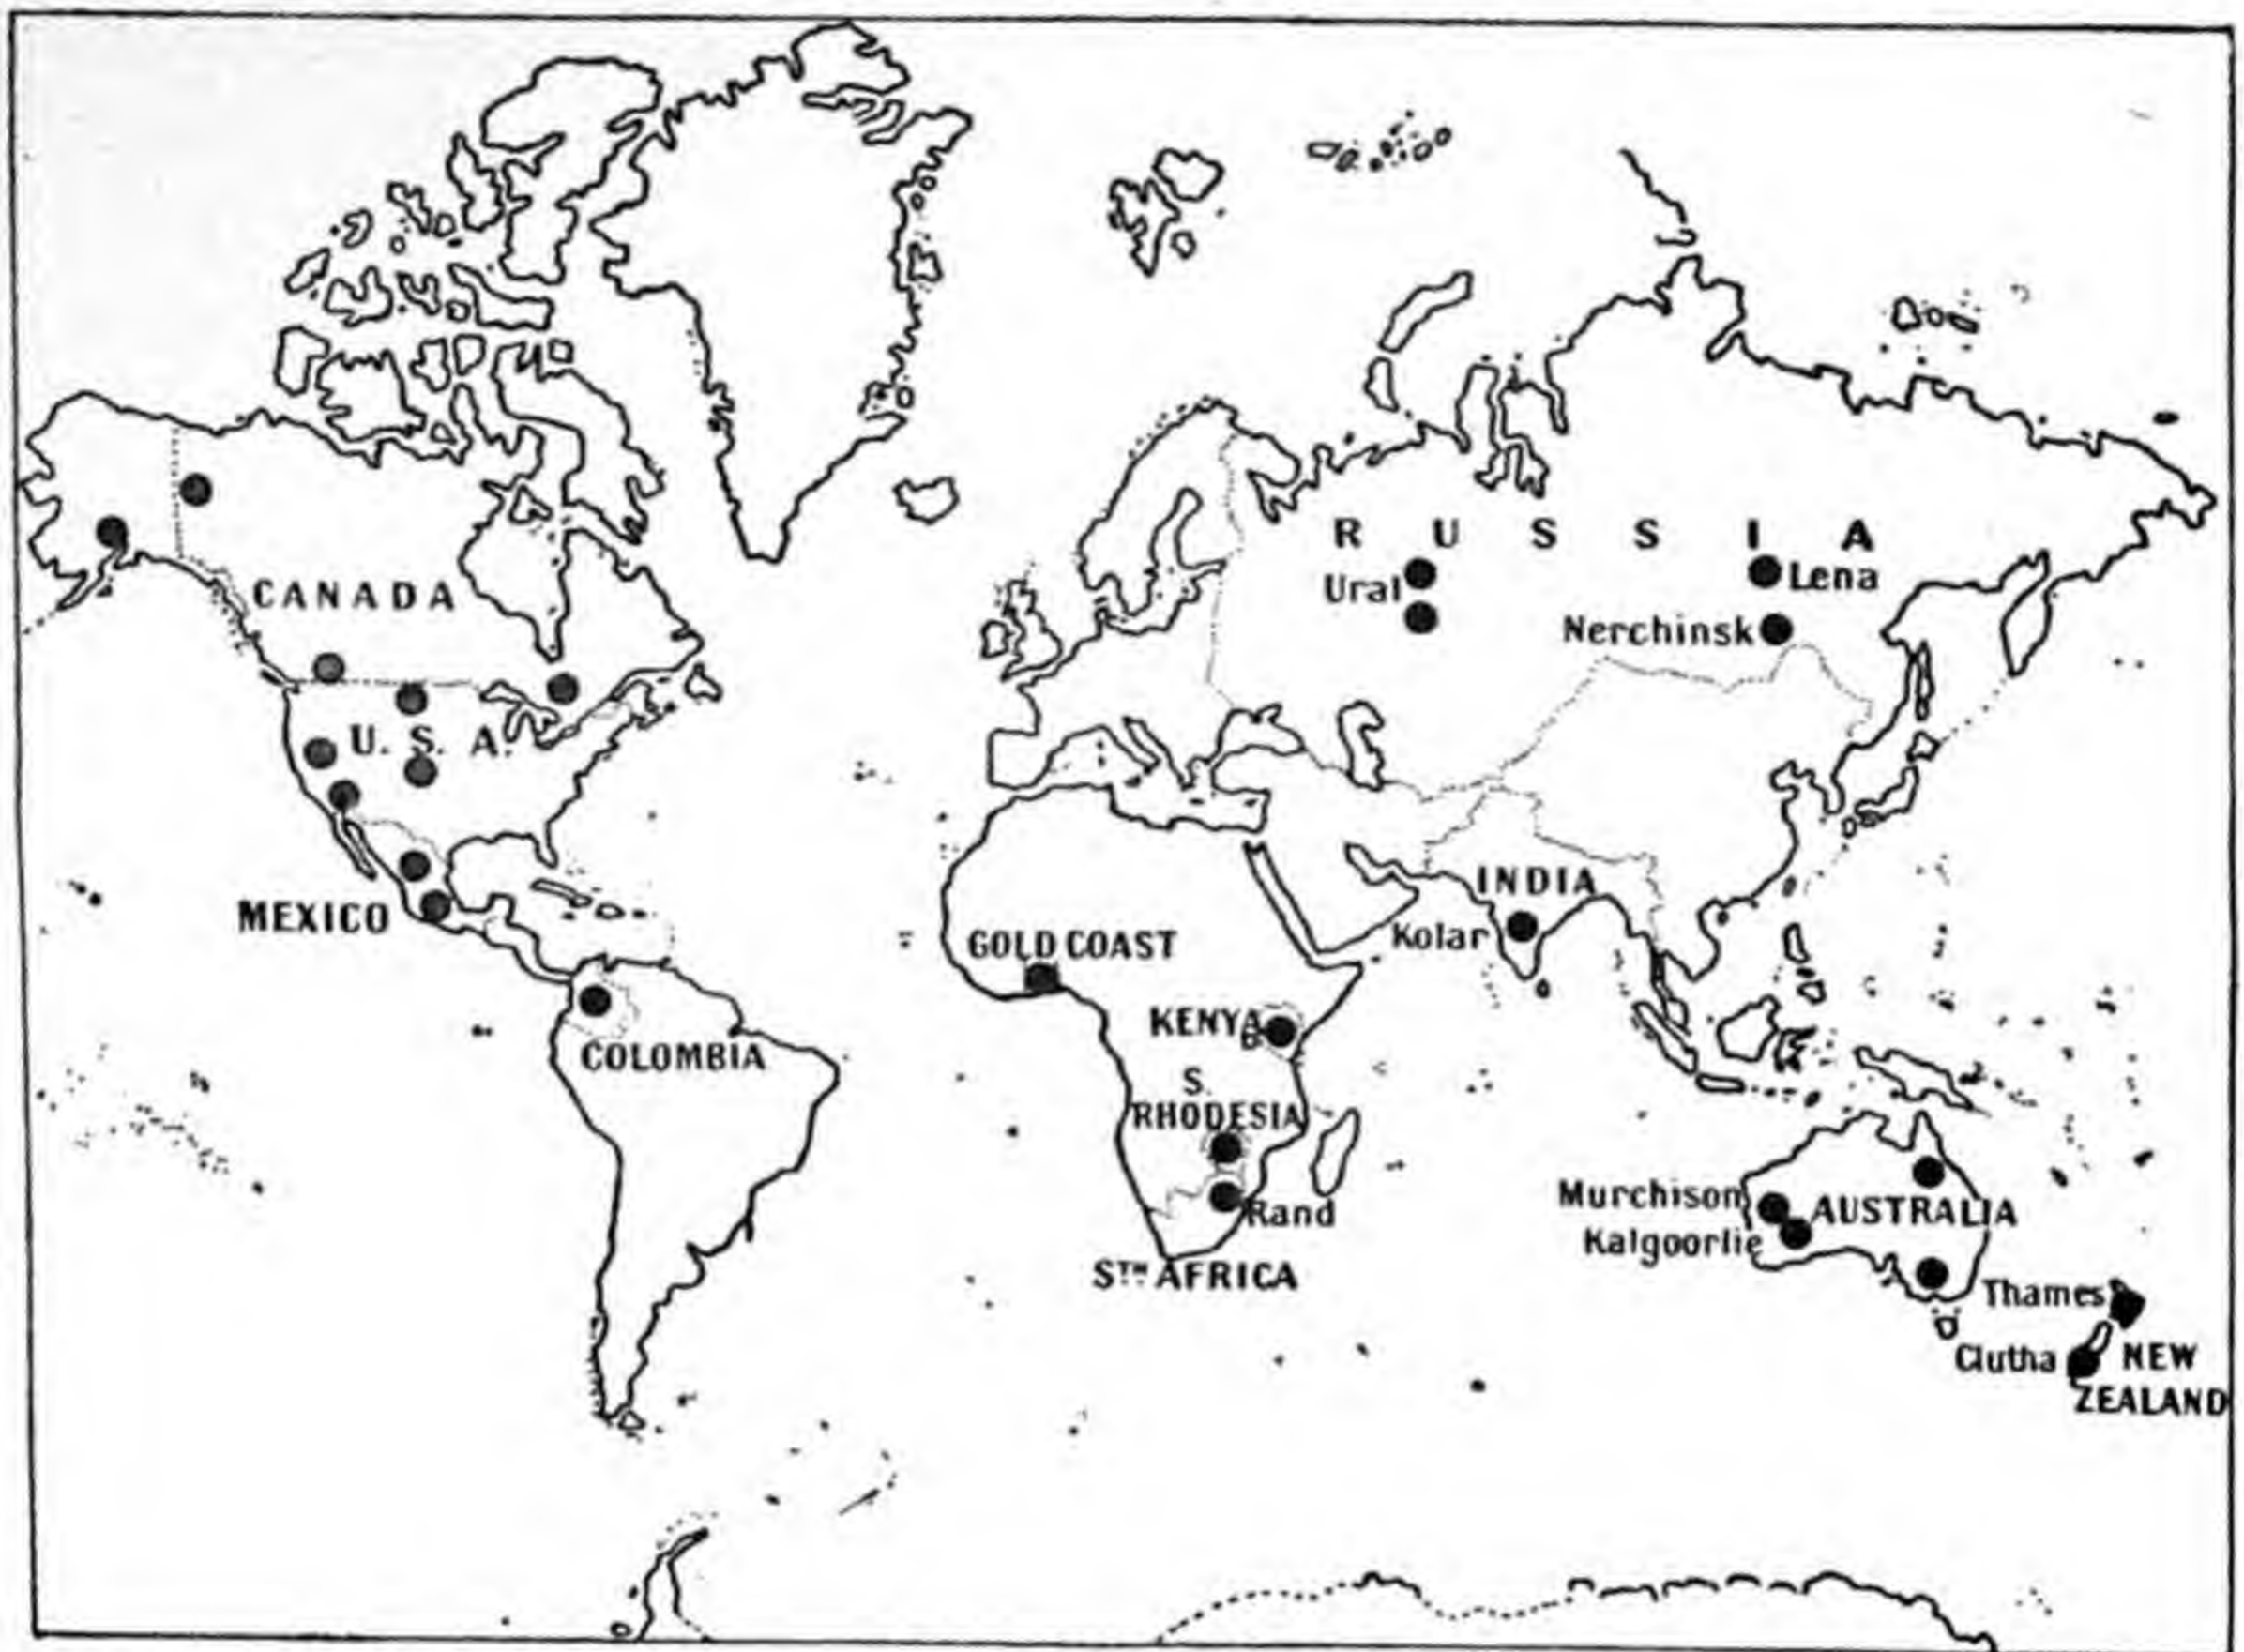 RUSSIA
Ural
Lena
Nerchinsk
CANADA
U. S. A.
MEXICO
COLOMBIA
GOLD COAST
KENYA
S.
RHODESIA
Rand
STH AFRICA
INDIA
Kolar
Murchison
Kalgoorlie
AUSTRALIA
Thames
Clutha
NEW
ZEALAND